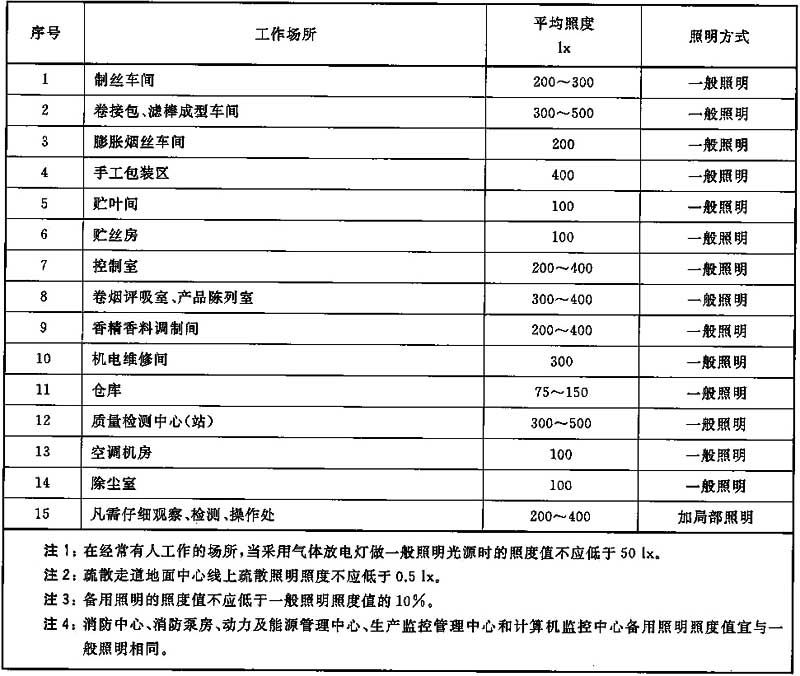 序号 工作场所 平均照度 lx 照明方式
1 制丝车间 200～300 一般照明
2 卷接包、滤棒成型车间 300～500 一般照明
3 膨胀烟丝车间 200 一般照明
4 手工包装区 400 一般照明
5 贮叶间 100 一般照明
6 贮丝房 100 一般照明
7 控制室 200～400 一般照明
8 卷烟评吸室、产品陈列室 300～400 一般照明
9 香精香料调制间 200～400 一般照明
10 机电维修间 300 一般照明
11 仓库 75～150 一般照明
12 质量检测中心(站) 300～500 一般照明
13 空调机房 100 一般照明
14 除尘室 100 一般照明
15 凡需仔细观察、检测、操作处 200～400 加局部照明
注1：在经常有人工作的场所,当采用气体放电灯做一般照明光源时的照度值不应低于50 lx。
注2：疏散走道地面中心线上疏散照明照度不应低于0.5 lx。
注3：备用照明的照度值不应低于一般照明照度值的10%。
注4：消防中心、消防泵房、动力及能源管理中心、生产监控管理中心和计算机监控中心备用照明照度值宜与一
般照明相同。